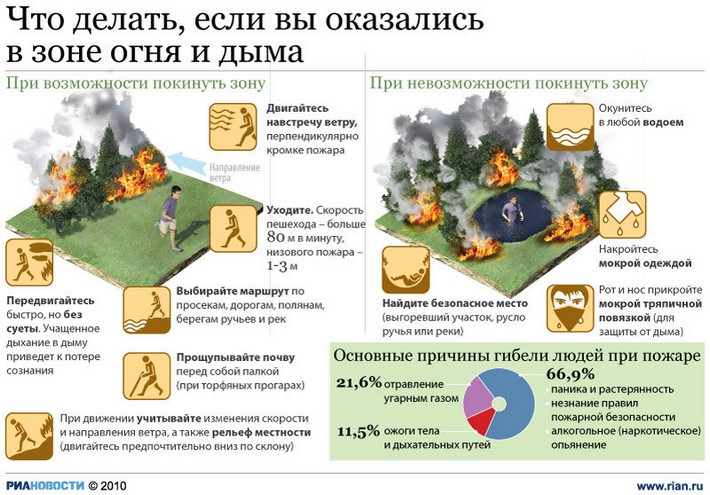 Что делать, если вы оказались
в зоне огня и дыма
При возможности покинуть зону
Двигайтесь
навстречу ветру,
перпендикулярно
кромке пожара
Направление
ветра
Уходите. Скорость
пешехода – больше
80 м в минуту,
низового пожара –
1-3 м
Передвигайтесь
быстро, но без
суеты. Учащенное
дыхание в дыму
приведет к потере
сознания
Выбирайте маршрут по
просекам, дорогам, полянам,
берегам ручьев и рек
Прощупывайте почву
перед собой палкой
(при торфяных прогарах)
При движении учитывайте изменения скорости
и направления ветра, а также рельеф местности
(двигайтесь предпочтительно вниз по склону)
При невозможности покинуть зону
Окунитесь
в любой водоем
Накройтесь
мокрой одеждой
Найдите безопасное место
(выгоревший участок, русло
ручья или реки)
Рот и нос прикройте
мокрой тряпичной
повязкой (для
защиты от дыма)
Основные причины гибели людей при пожаре
21,6% отравление
угарным газом
11,5% ожоги тела
и дыхательных путей
66,9%
паника и растерянность
незнание правил
пожарной безопасности
алкогольное (наркотическое)
опьянение
РИАНОВОСТИ © 2010
www.rian.ru